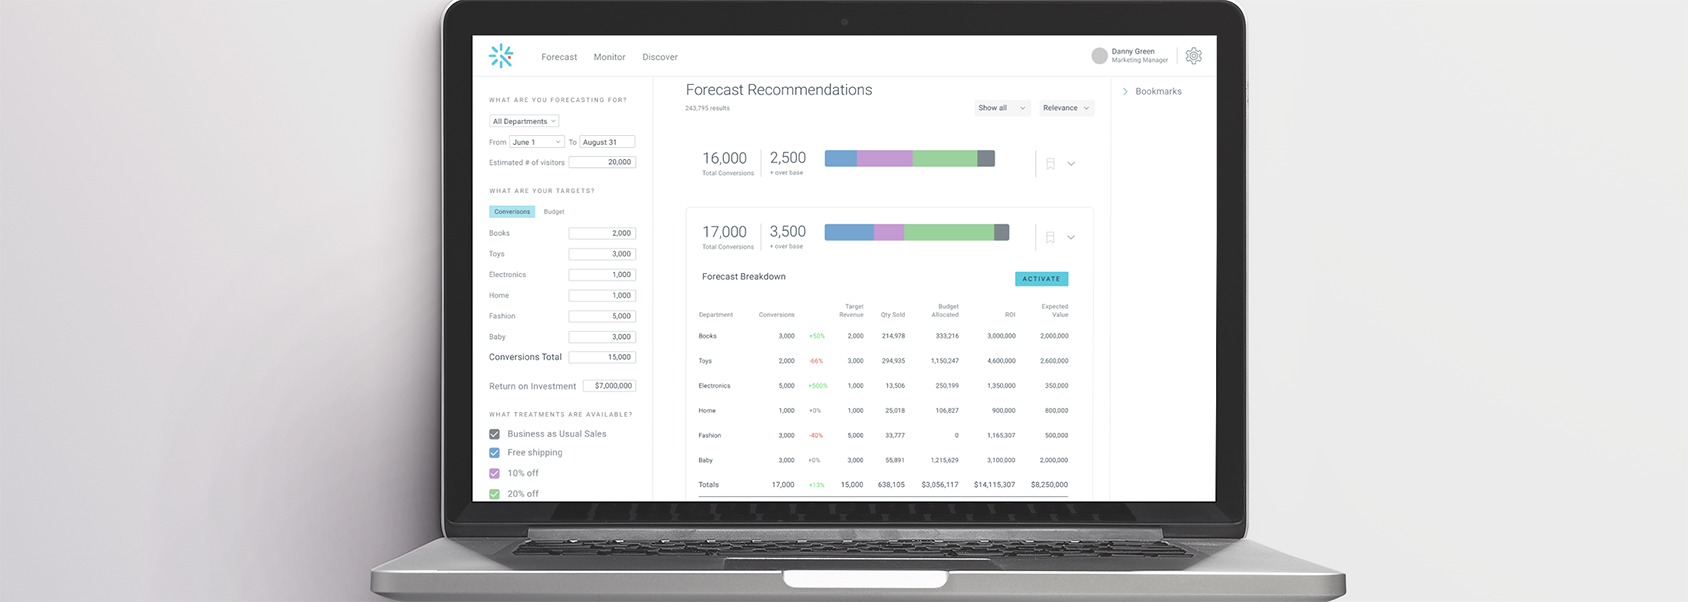 Forecast Monitor Discover
Danny Green
Marketing Manager
WHAT ARE YOU FORECASTING FOR?
All Departments
From June 1 To August 31
Estimated # of visitors 20,000
WHAT ARE YOUR TARGETS?
Converisons Budget
Books 2,000
Toys 3,000
Electronics 1,000
Home 1,000
Fashion 5,000
Baby 3,000
Conversions Total 15,000
Return on Investment $7,000,000
WHAT TREATMENTS ARE AVAILABLE?
Business as Usual Sales
Free shipping
10% off
20% off
Forecast Recommendations
243,795 results
Show all Relevance
16,000 2,500
Total Conversions + over base
17,000 3,500
Total Conversions + over base
Forecast Breakdown
ACTIVATE
Department Conversions Target Revenue Qty Sold Budget Allocated ROI Expected Value
Books 3,000 +50% 2,000 214,978 333,216 3,000,000 2,000,000
Toys 2,000 -66% 3,000 294,935 1,150,247 4,600,000 2,600,000
Electronics 5,000 +500% 1,000 13,506 250,199 1,350,000 350,000
Home 1,000 +0% 1,000 25,018 106,827 900,000 800,000
Fashion 3,000 -40% 5,000 33,777 0 1,165,307 500,000
Baby 3,000 +0% 3,000 55,891 1,215,629 3,100,000 2,000,000
Totals 17,000 +13% 15,000 638,105 $3,056,117 $14,115,307 $8,250,000
Bookmarks